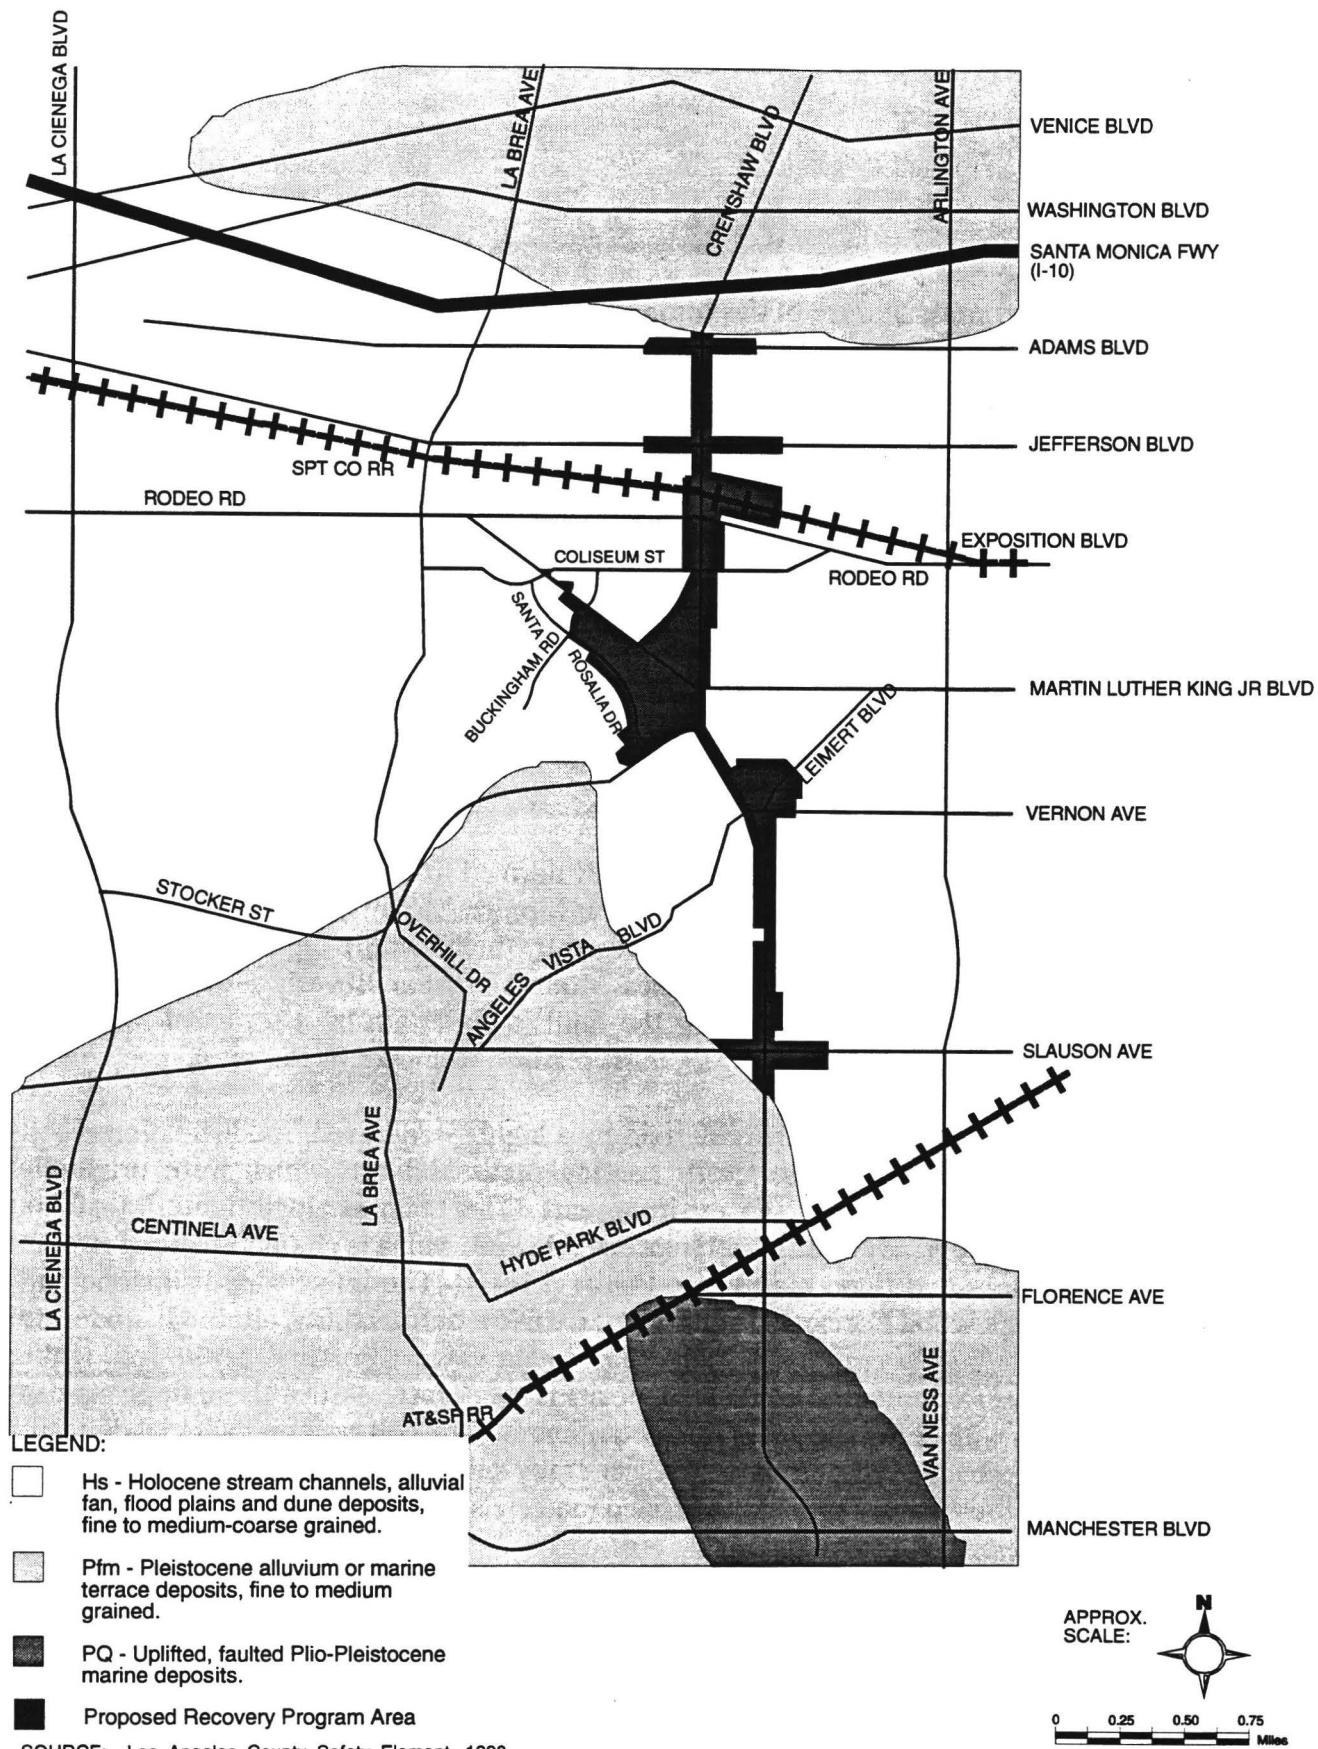 LA CIENEGA BLVD
LA BREA AVE
CRENSHAW BLVD
ARLINGTON AVE
VENICE BLVD
WASHINGTON BLVD
SANTA MONICA FWY
(I-10)
ADAMS BLVD
JEFFERSON BLVD
SPT CO RR
RODEO RD
EXPOSITION BLVD
COLISEUM ST
RODEO RD
SANTA
ROSALIA DR
BUCKINGHAM RD
MARTIN LUTHER KING JR BLVD
LEIMERT BLVD
VERNON AVE
STOCKER ST
OVERHILL DR
ANGELES VISTA BLVD
SLAUSON AVE
LA BREA AVE
LA CIENEGA BLVD
CENTINELA AVE
HYDE PARK BLVD
FLORENCE AVE
VAN NESS AVE
AT&SF RR
MANCHESTER BLVD
LEGEND:
Hs - Holocene stream channels, alluvial
fan, flood plains and dune deposits,
fine to medium-coarse grained.
Pfm - Pleistocene alluvium or marine
terrace deposits, fine to medium
grained.
PQ - Uplifted, faulted Plio-Pleistocene
marine deposits.
Proposed Recovery Program Area
APPROX.
SCALE:
N
0 0.25 0.50 0.75
Miles
SOURCE: Los Angeles County Safety Element,